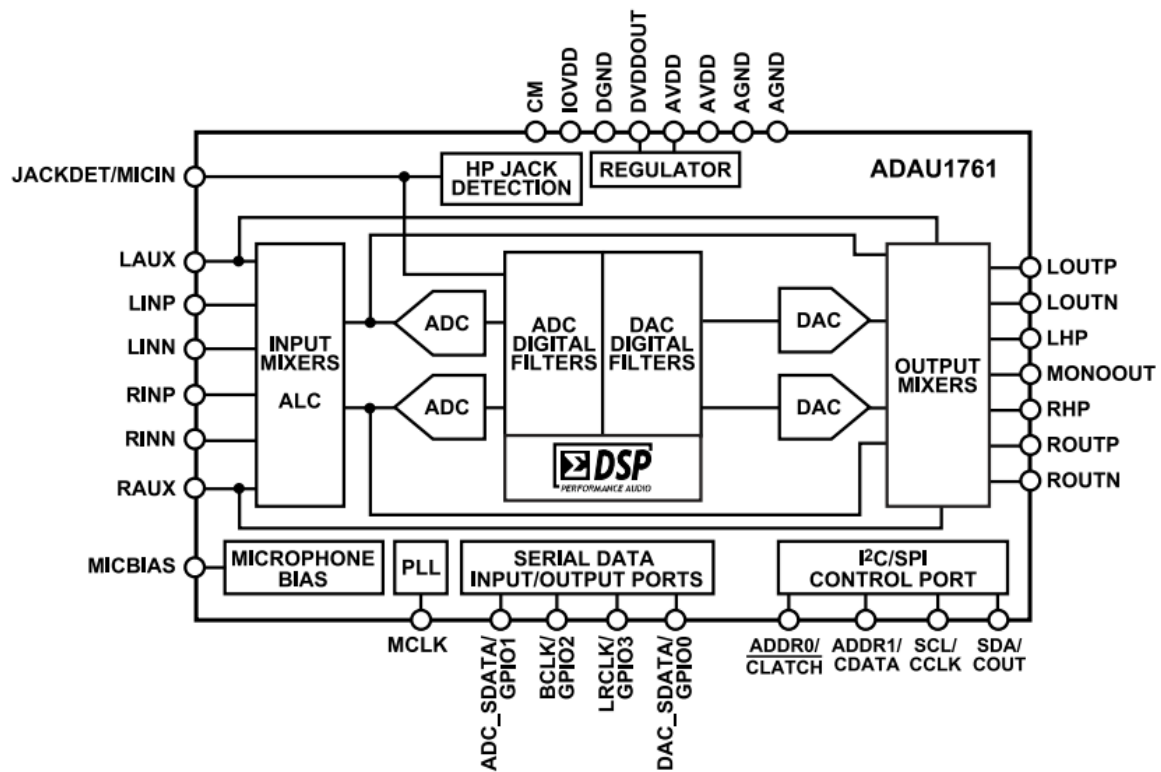 CM
IOVDD
DGND
DVDDOUT
AVDD
AVDD
AGND
AGND
JACKDET/MICIN
HP JACK
DETECTION
REGULATOR
ADAU1761
LAUX
LINP
LINN
RINP
RINN
RAUX
INPUT
MIXERS
ALC
ADC
ADC
ADC
DIGITAL
FILTERS
DAC
DIGITAL
FILTERS
ΣDSP
PERFORMANCE AUDIO
DAC
DAC
OUTPUT
MIXERS
LOUTP
LOUTN
LHP
MONOOUT
RHP
ROUTP
ROUTN
MICBIAS
MICROPHONE
BIAS
PLL
SERIAL DATA
INPUT/OUTPUT PORTS
I²C/SPI
CONTROL PORT
MCLK
ADC_SDATA/
GPIO1
BCLK/
GPIO2
LRCLK/
GPIO3
DAC_SDATA/
GPIO0
ADDR0/
CLATCH
ADDR1/
CDATA
SCL/
CCLK
SDA/
COUT